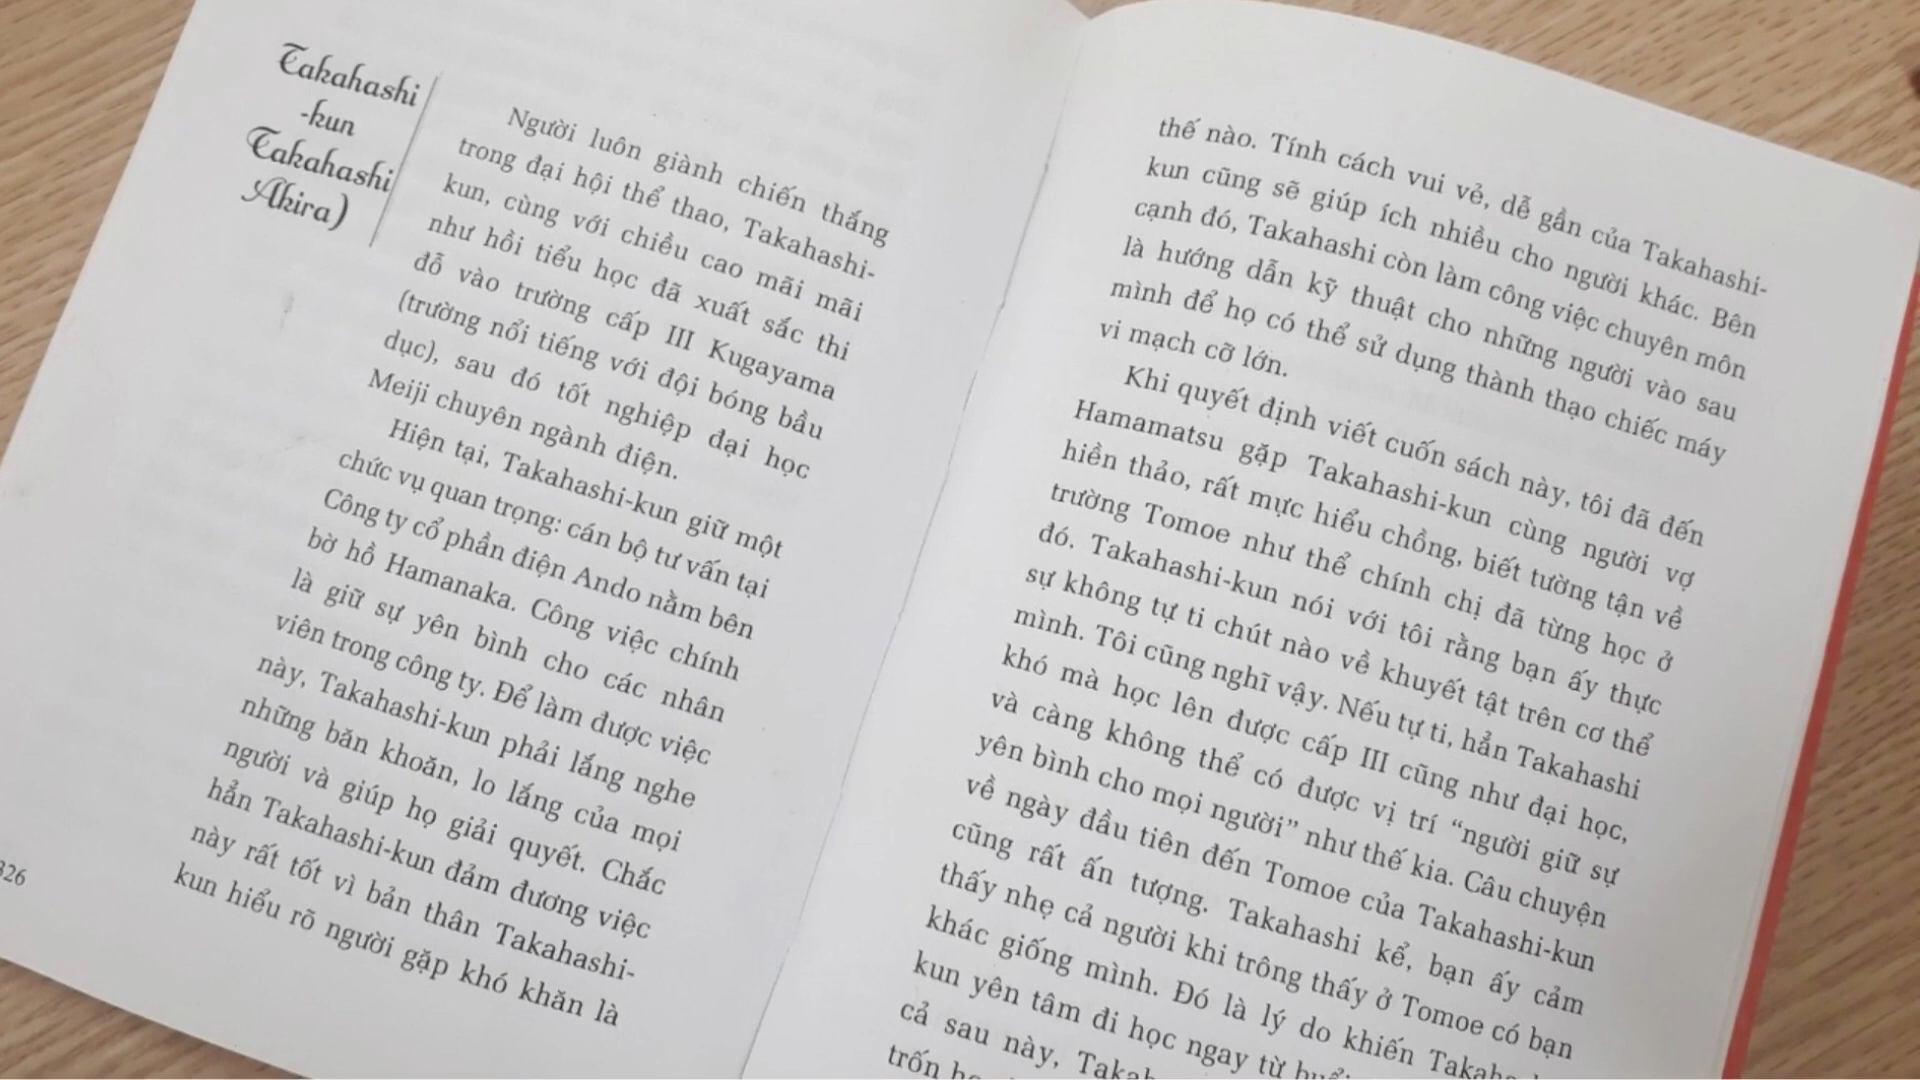 Takahashi
-kun
Takahashi
Akira)
Người luôn giành chiến thắng
trong đại hội thể thao, Takahashi-
kun, cùng với chiều cao mãi mãi
như hồi tiểu học đã xuất sắc thi
đỗ vào trường cấp III Kugayama
(trường nổi tiếng với đội bóng bầu
dục), sau đó tốt nghiệp đại học
Meiji chuyên ngành điện.
Hiện tại, Takahashi-kun giữ một
chức vụ quan trọng: cán bộ tư vấn tại
Công ty cổ phần điện Ando nằm bên
bờ hồ Hamanaka. Công việc chính
là giữ sự yên bình cho các nhân
viên trong công ty. Để làm được việc
này, Takahashi-kun phải lắng nghe
những băn khoăn, lo lắng của mọi
người và giúp họ giải quyết. Chắc
hẳn Takahashi-kun đảm đương việc
này rất tốt vì bản thân Takahashi-
kun hiểu rõ người gặp khó khăn là
326
thế nào. Tính cách vui vẻ, dễ gần của Takahashi-
kun cũng sẽ giúp ích nhiều cho người khác. Bên
cạnh đó, Takahashi còn làm công việc chuyên môn
là hướng dẫn kỹ thuật cho những người vào sau
mình để họ có thể sử dụng thành thạo chiếc máy
vi mạch cỡ lớn.
Khi quyết định viết cuốn sách này, tôi đã đến
Hamamatsu gặp Takahashi-kun cùng người vợ
hiền thảo, rất mực hiểu chồng, biết tường tận về
trường Tomoe như thể chính chị đã từng học ở
đó. Takahashi-kun nói với tôi rằng bạn ấy thực
sự không tự ti chút nào về khuyết tật trên cơ thể
mình. Tôi cũng nghĩ vậy. Nếu tự ti, hẳn Takahashi
khó mà học lên được cấp III cũng như đại học,
và càng không thể có được vị trí “người giữ sự
yên bình cho mọi người” như thế kia. Câu chuyện
về ngày đầu tiên đến Tomoe của Takahashi-kun
cũng rất ấn tượng. Takahashi kể, bạn ấy cảm
thấy nhẹ cả người khi trông thấy ở Tomoe có bạn
khác giống mình. Đó là lý do khiến
kun yên tâm đi học ngay từ
cả sau này,
trốn